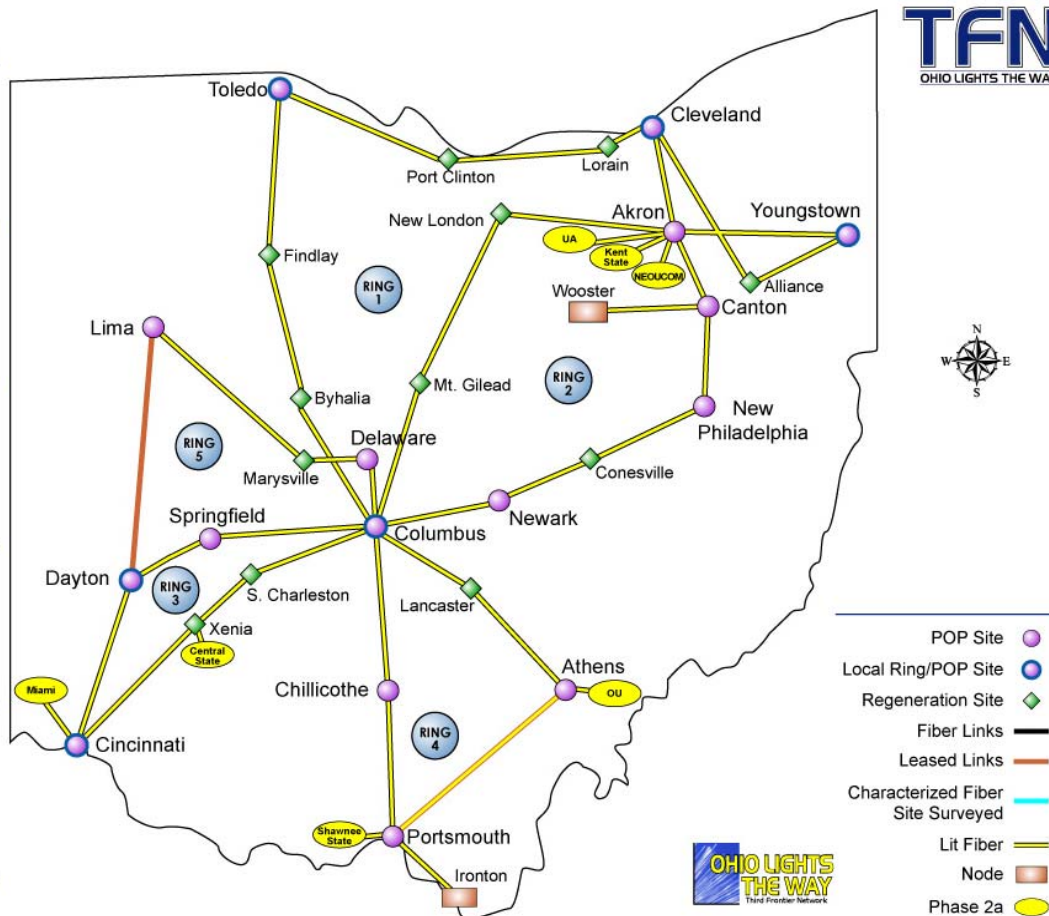 TFN
OHIO LIGHTS THE WAY
Toledo
Cleveland
Port Clinton
Lorain
New London
Akron
Youngstown
UA
Kent
State
NEOUCOM
Findlay
RING
1
Wooster
Alliance
Canton
Lima
N
W
E
S
Byhalia
Mt. Gilead
RING
2
New
Philadelphia
Delaware
RING
5
Marysville
Conesville
Springfield
Columbus
Newark
Dayton
RING
3
S. Charleston
Lancaster
Xenia
Central
State
Miami
Chillicothe
Athens
OU
Cincinnati
RING
4
Shawnee
State
Portsmouth
Ironton
OHIO LIGHTS
THE WAY
Third Frontier Network
POP Site
Local Ring/POP Site
Regeneration Site
Fiber Links
Leased Links
Characterized Fiber
Site Surveyed
Lit Fiber
Node
Phase 2a